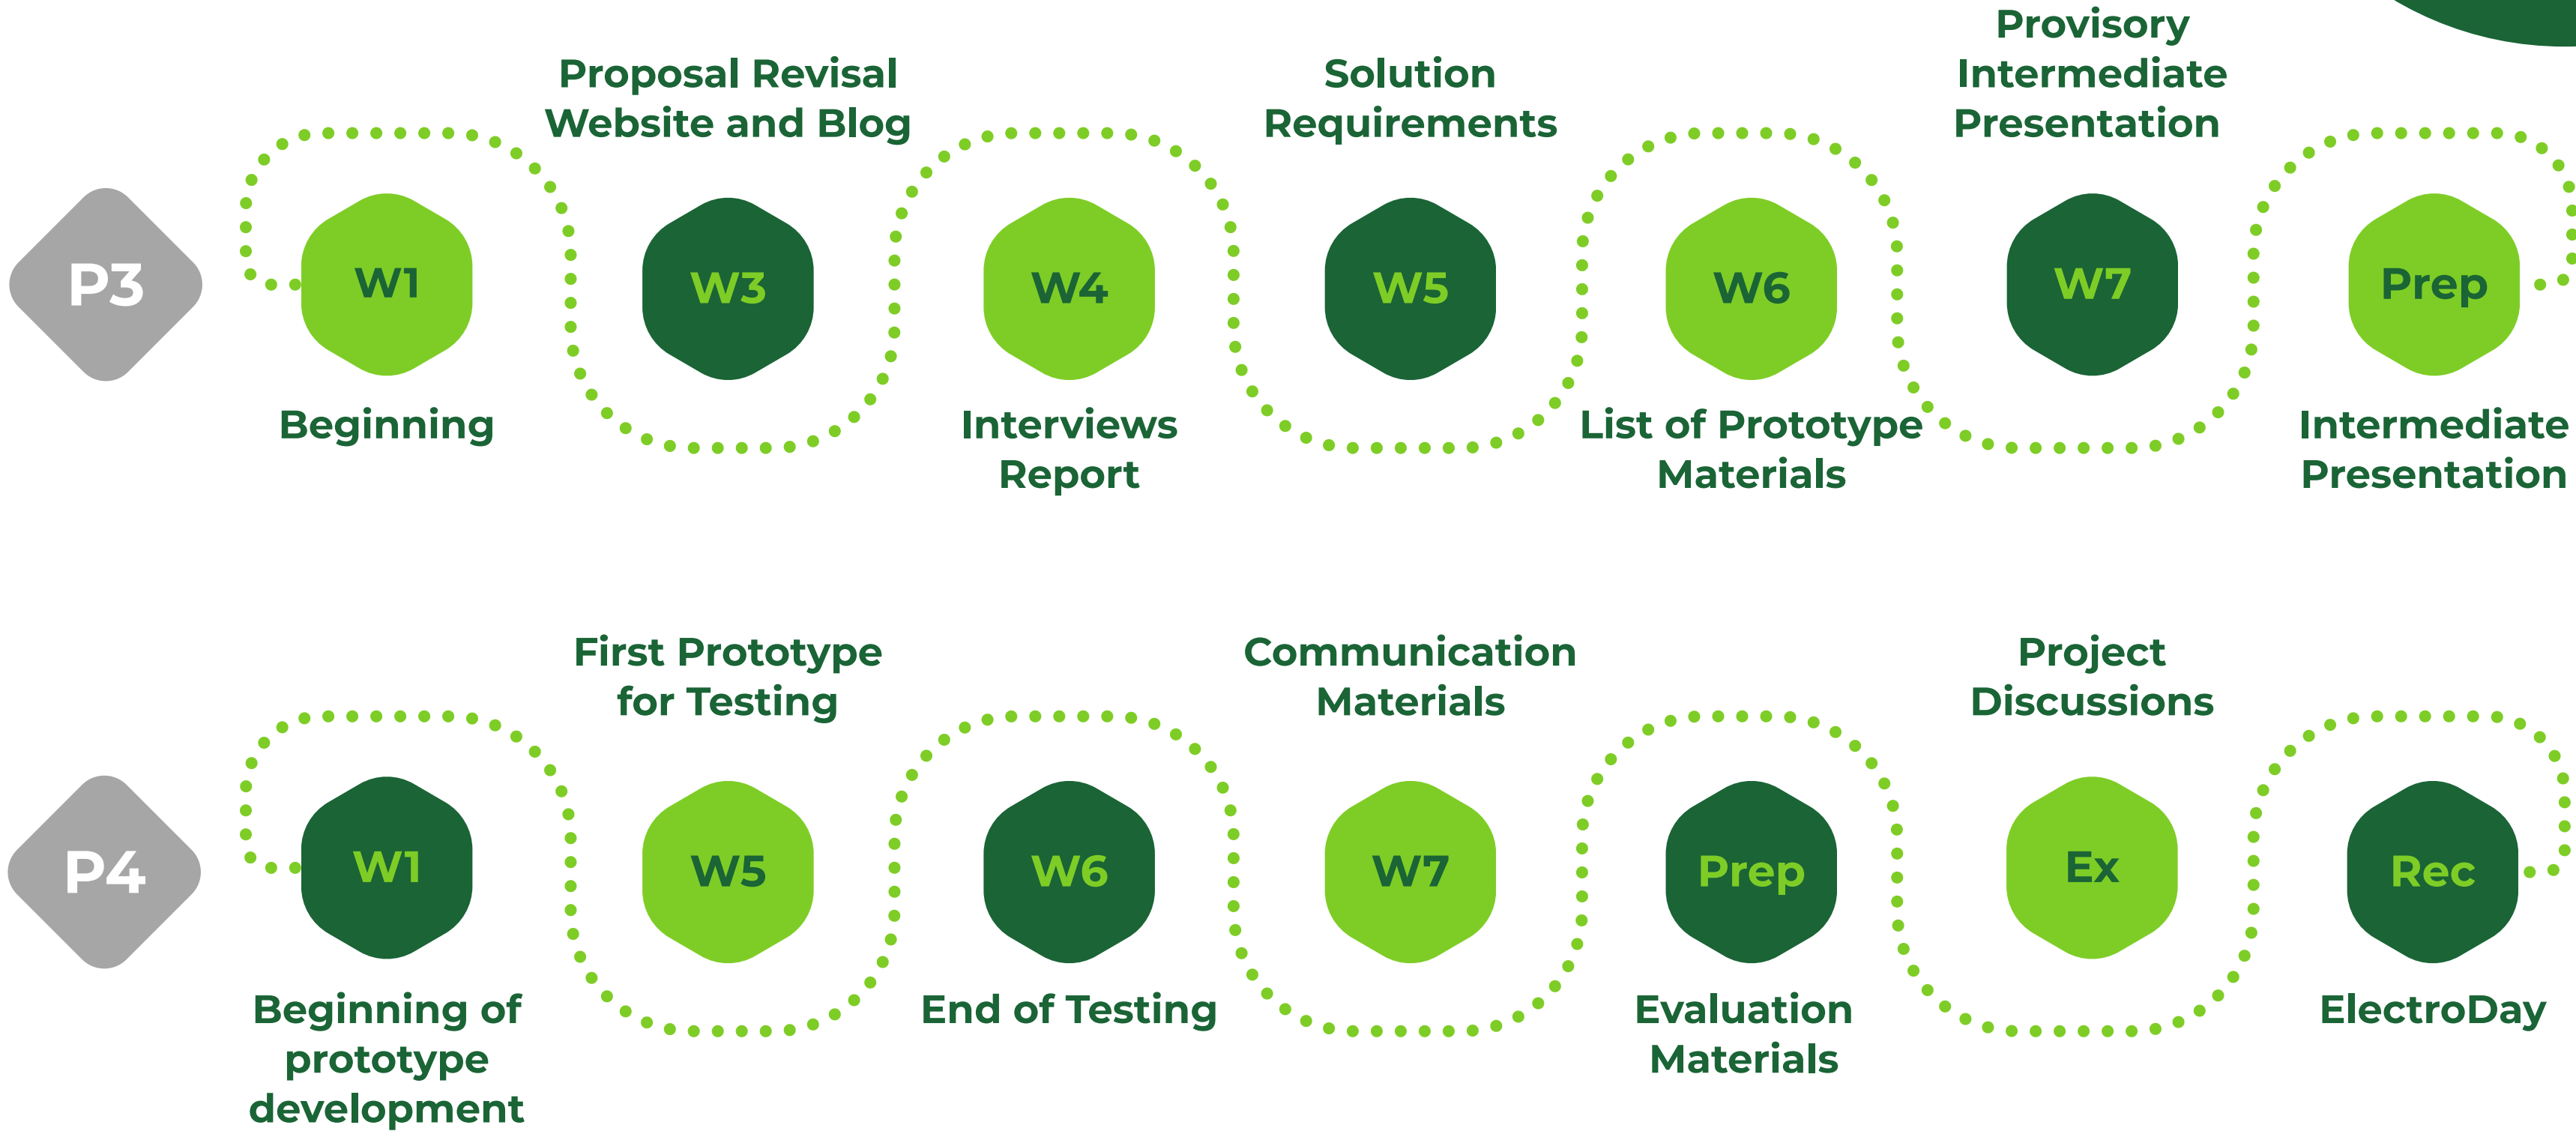 P3
W1
Beginning
Proposal Revisal
Website and Blog
W3
W4
Interviews
Report
Solution
Requirements
W5
W6
List of Prototype
Materials
Provisory
Intermediate
Presentation
W7
Prep
Intermediate
Presentation
P4
W1
Beginning of
prototype
development
First Prototype
for Testing
W5
W6
End of Testing
Communication
Materials
W7
Prep
Evaluation
Materials
Project
Discussions
Ex
Rec
ElectroDay